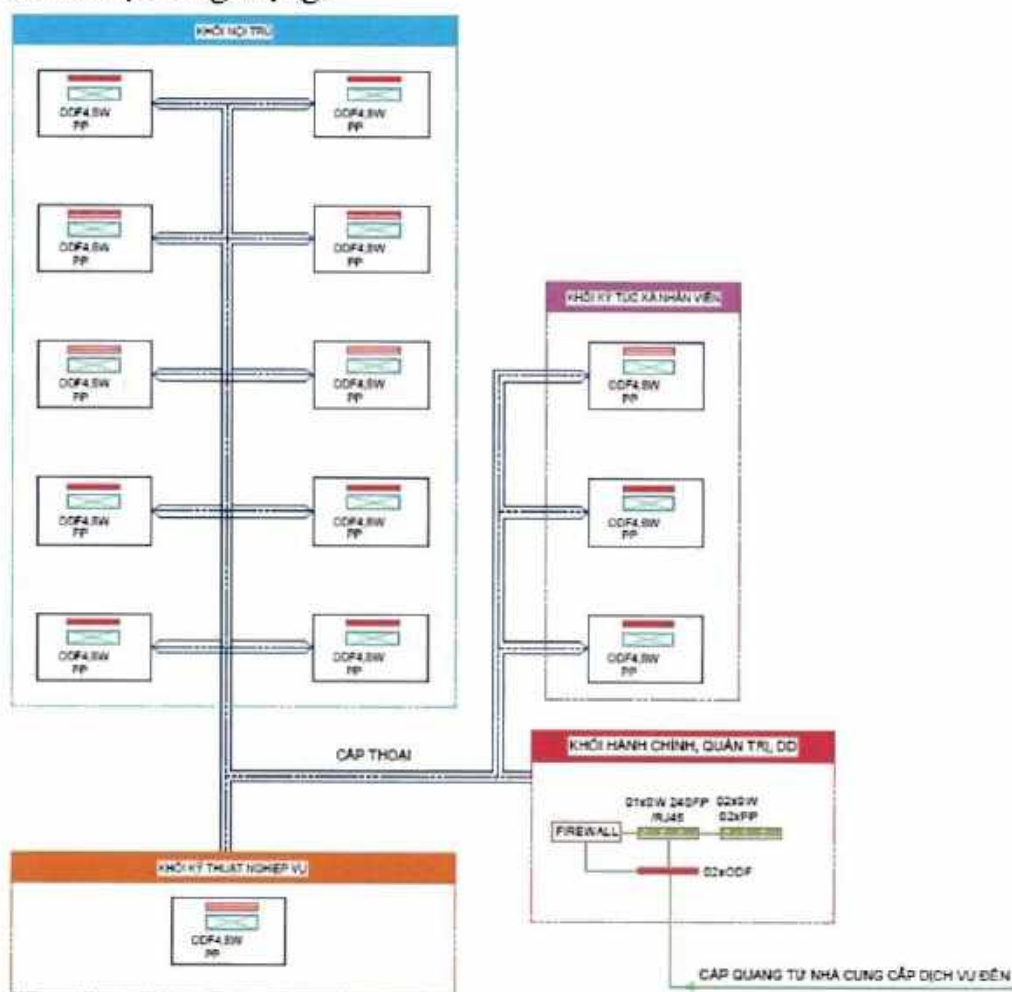 KHỐI NỘI TRÚ
ODF4,SW
PP
ODF4,SW
PP
ODF4,SW
PP
ODF4,SW
PP
ODF4,SW
PP
ODF4,SW
PP
ODF4,SW
PP
ODF4,SW
PP
ODF4,SW
PP
ODF4,SW
PP
KHỐI KÝ TÚC XÁ NHÂN VIÊN
ODF4,SW
PP
ODF4,SW
PP
ODF4,SW
PP
CÁP THOẠI
KHỐI HÀNH CHÍNH, QUẢN TRỊ, DD
01xSW 24SFP
/RJ45
02xSW
02xPP
FIREWALL
02xODF
KHỐI KỸ THUẬT NGHIỆP VỤ
ODF4,SW
PP
CÁP QUANG TỪ NHÀ CUNG CẤP DỊCH VỤ ĐẾN